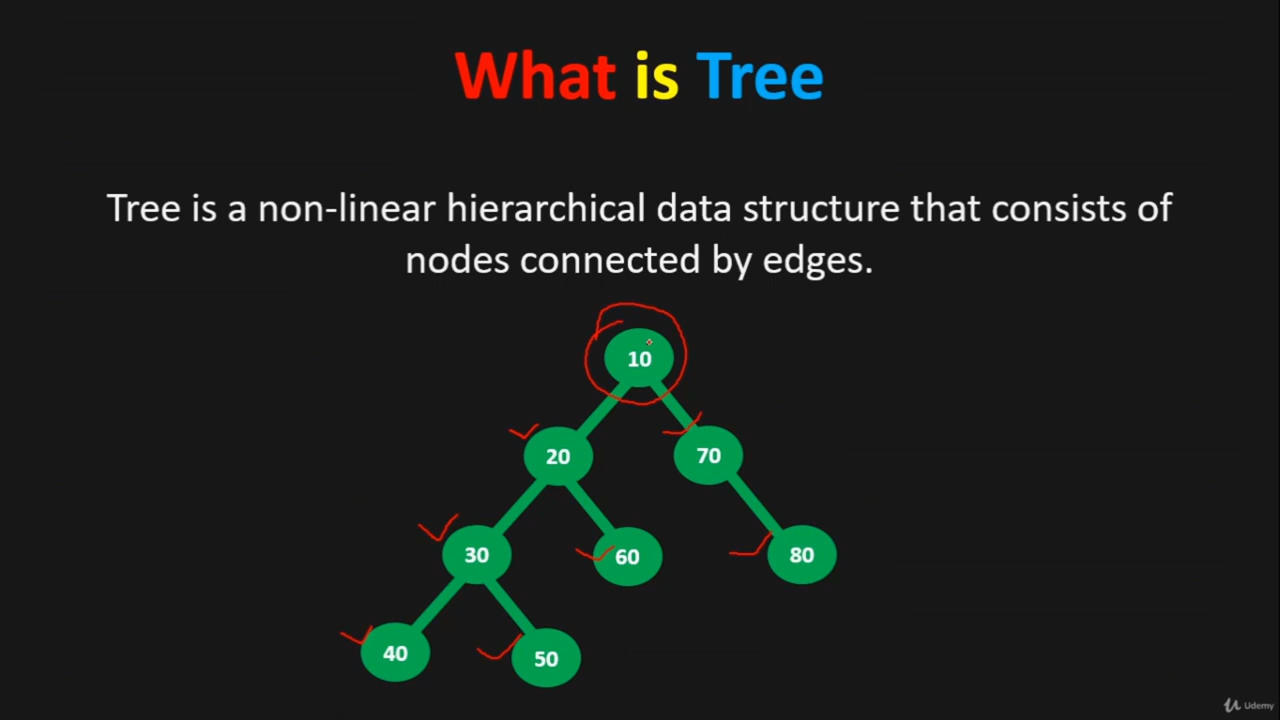 What is Tree
Tree is a non-linear hierarchical data structure that consists of
nodes connected by edges.
10
20
70
30
60
80
40
50
Udemy